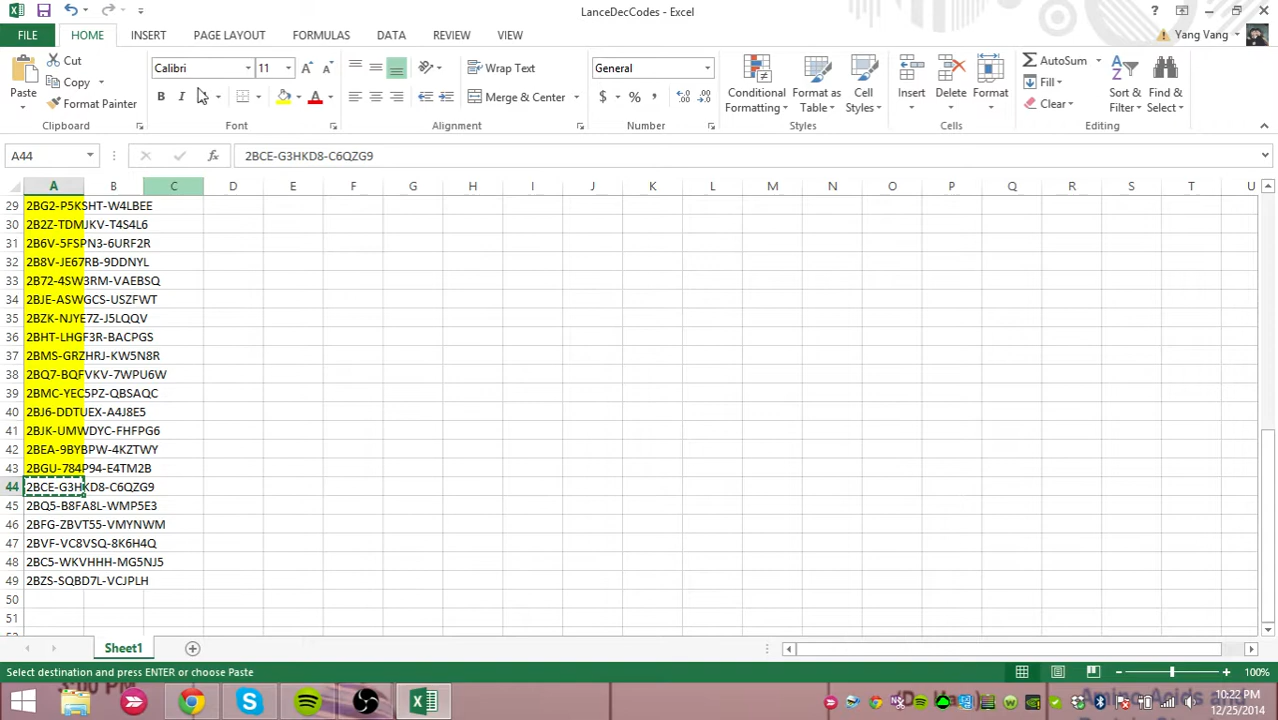 LanceDecCodes - Excel
FILE HOME INSERT PAGE LAYOUT FORMULAS DATA REVIEW VIEW Yang Vang
Cut
Copy
Format Painter
Paste
Clipboard
Calibri 11
B I
Font
Wrap Text
Merge & Center
Alignment
General
$ % ,
Number
Conditional Formatting
Format as Table
Cell Styles
Styles
Insert Delete Format
Cells
AutoSum
Fill
Clear
Sort & Filter
Find & Select
Editing
A44 fx 2BCE-G3HKD8-C6QZG9
A B C D E F G H I J K L M N O P Q R S T U
29 2BG2-P5KSHT-W4LBEE
30 2B2Z-TDMJKV-T4S4L6
31 2B6V-5FSPN3-6URF2R
32 2B8V-JE67RB-9DDNYL
33 2B72-4SW3RM-VAEBSQ
34 2BJE-ASWGCS-USZFWT
35 2BZK-NJYE7Z-J5LQQV
36 2BHT-LHGF3R-BACPGS
37 2BMS-GRZHRJ-KW5N8R
38 2BQ7-BQFVKV-7WPU6W
39 2BMC-YEC5PZ-QBSAQC
40 2BJ6-DDTUEX-A4J8E5
41 2BJK-UMWDYC-FHFPG6
42 2BEA-9BYBPW-4KZTWY
43 2BGU-784P94-E4TM2B
44 2BCE-G3HKD8-C6QZG9
45 2BQ5-B8FA8L-WMP5E3
46 2BFG-ZBVT55-VMYNWM
47 2BVF-VC8VSQ-8K6H4Q
48 2BC5-WKVHHH-MG5NJ5
49 2BZS-SQBD7L-VCJPLH
50
51
Sheet1
Select destination and press ENTER or choose Paste 100%
10:22 PM
12/25/2014